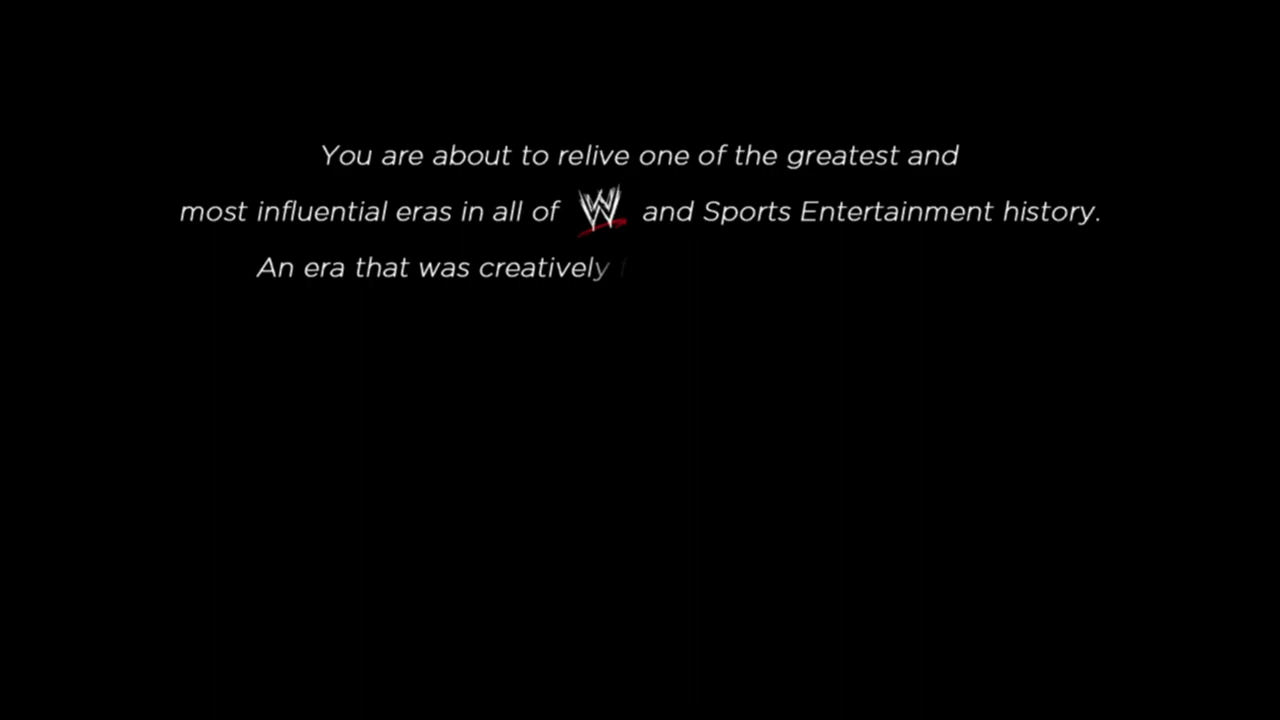 You are about to relive one of the greatest and
most influential eras in all of W and Sports Entertainment history.
An era that was creatively